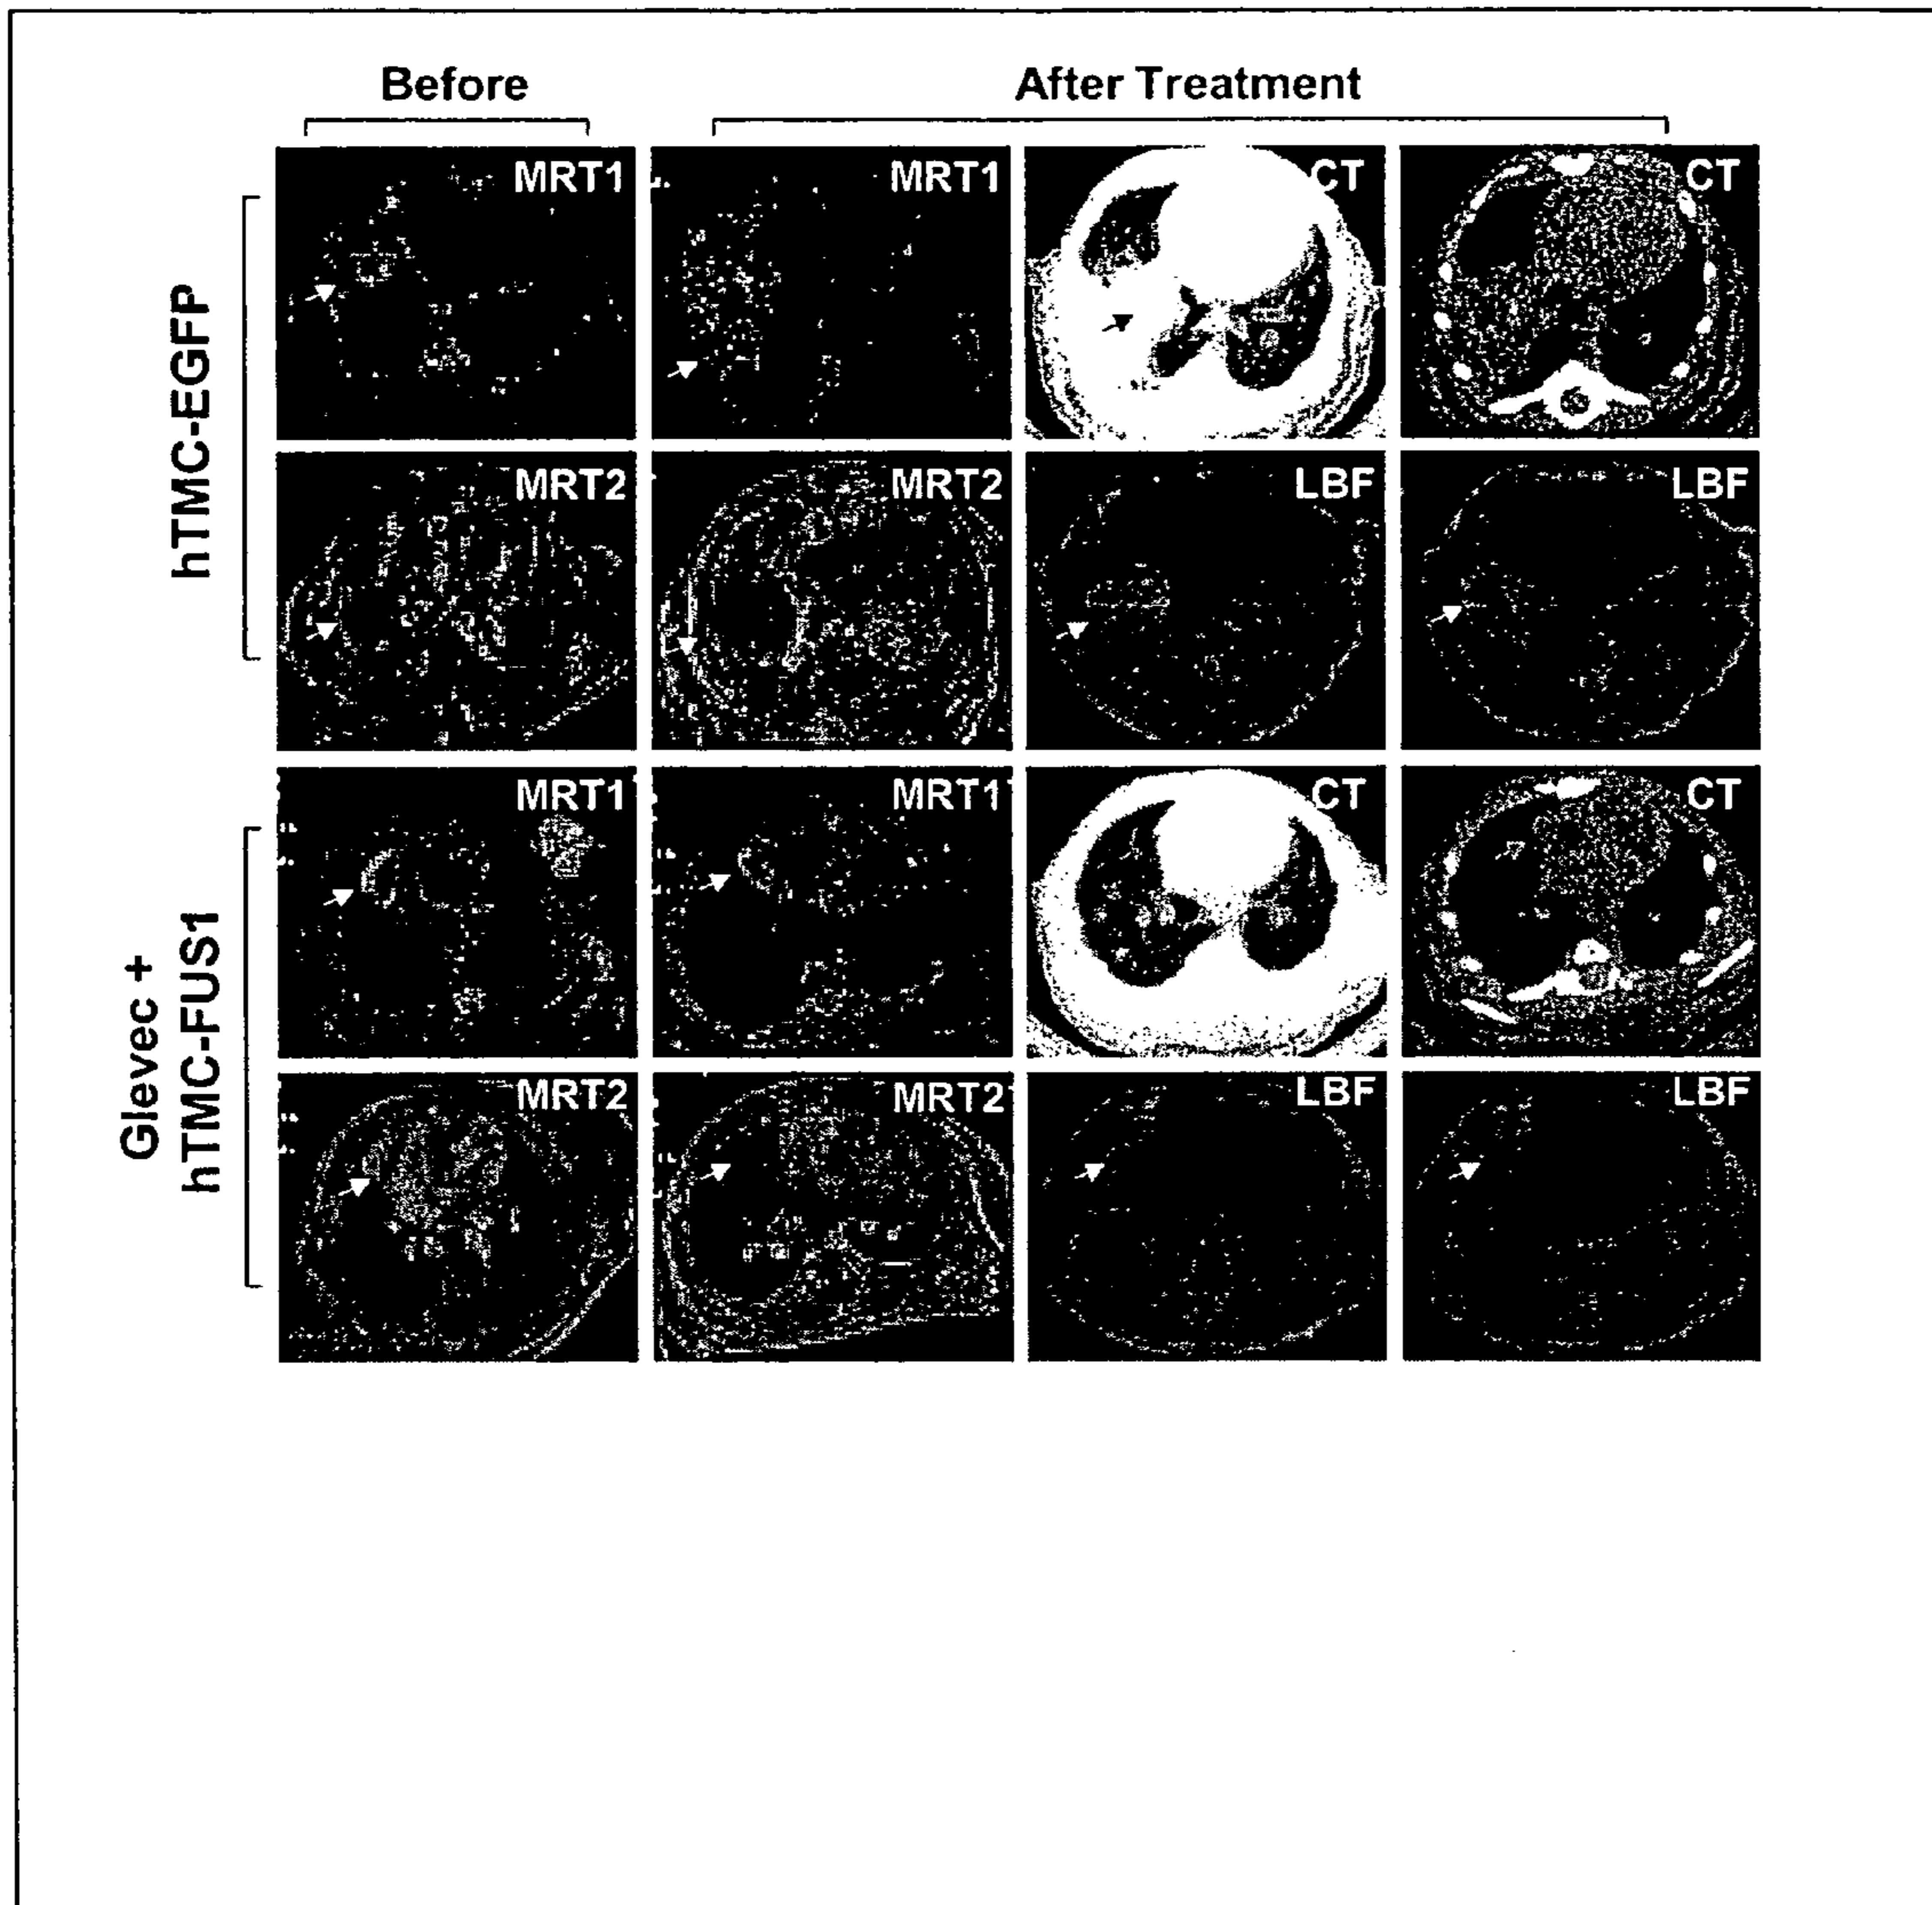 Before
After Treatment
hTMC-EGFP
MRT1
MRT1
CT
CT
MRT2
MRT2
LBF
LBF
Glevec +
hTMC-FUS1
MRT1
MRT1
CT
CT
MRT2
MRT2
LBF
LBF